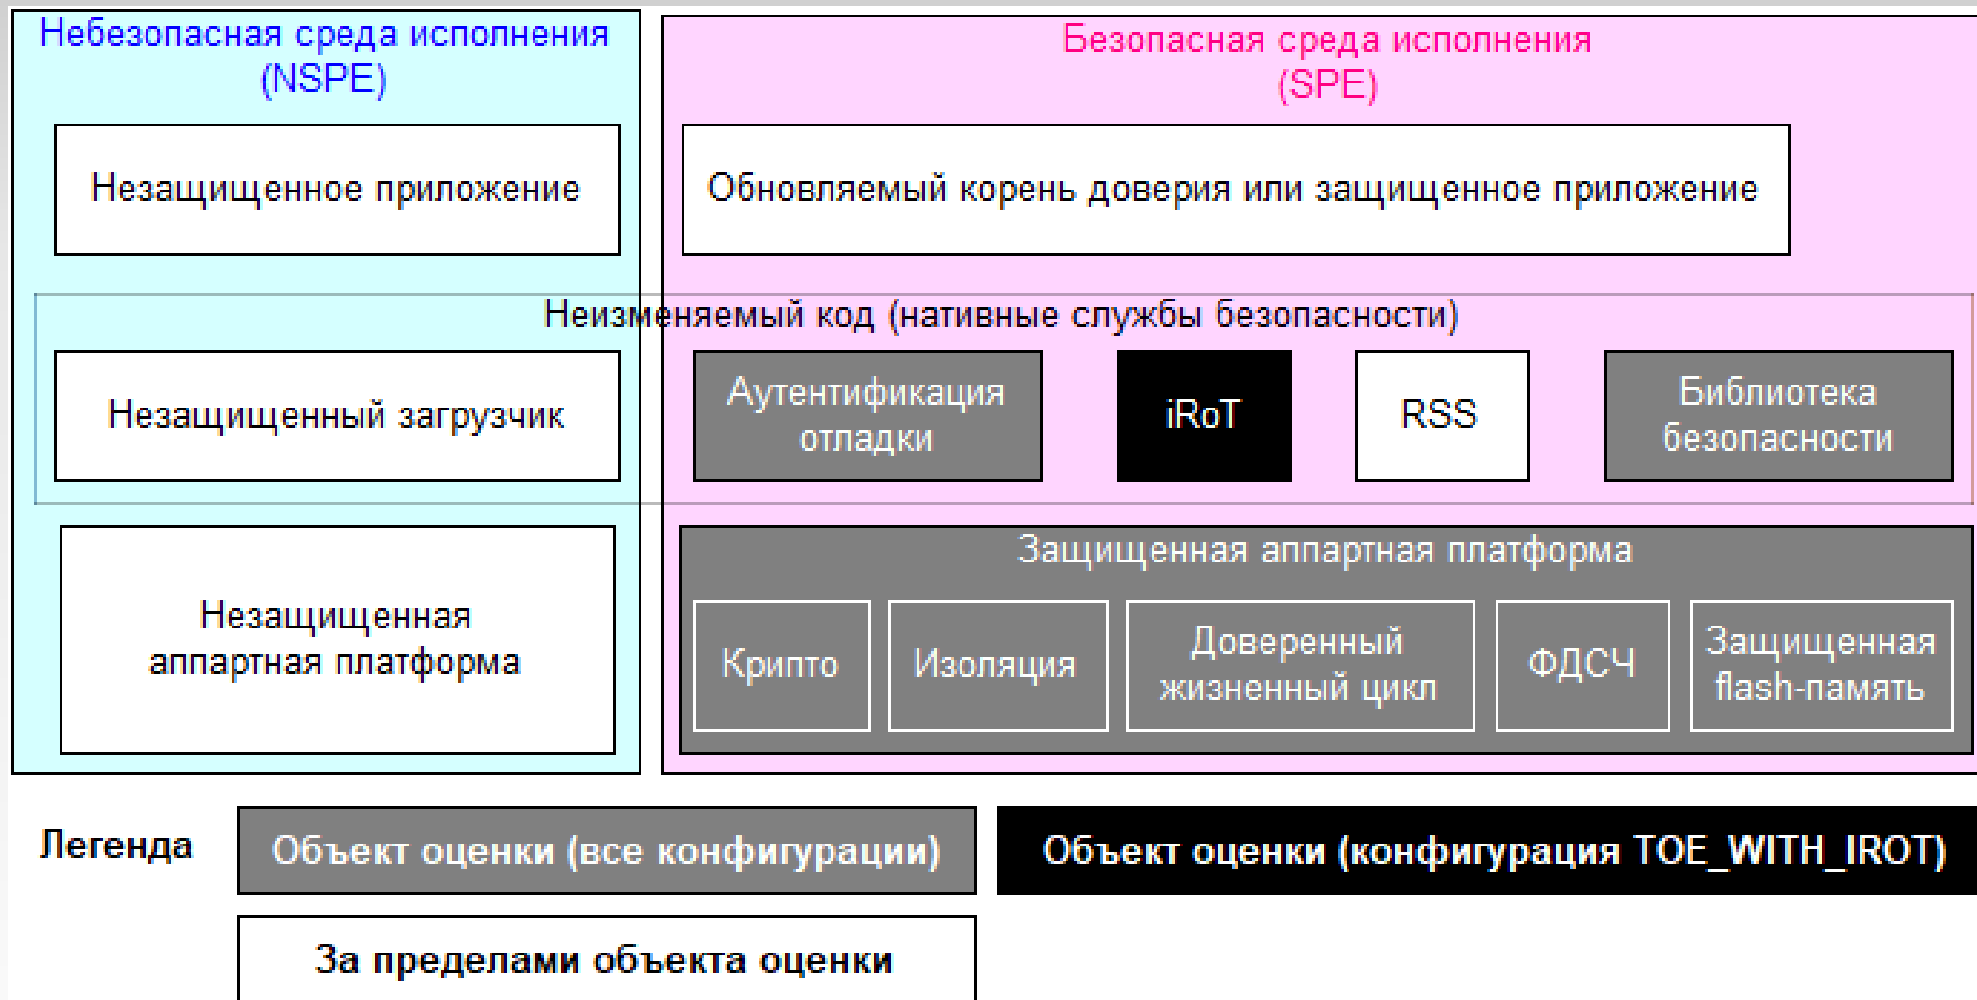 Небезопасная среда исполнения
(NSPE)
Безопасная среда исполнения
(SPE)
Незащищенное приложение
Обновляемый корень доверия или защищенное приложение
Неизменяемый код (нативные службы безопасности)
Незащищенный загрузчик
Аутентификация
отладки
iRoT
RSS
Библиотека
безопасности
Незащищенная
аппартная платформа
Защищенная аппартная платформа
Крипто
Изоляция
Доверенный
жизненный цикл
ФДСЧ
Защищенная
flash-память
Легенда
Объект оценки (все конфигурации)
Объект оценки (конфигурация TOE_WITH_IROT)
За пределами объекта оценки